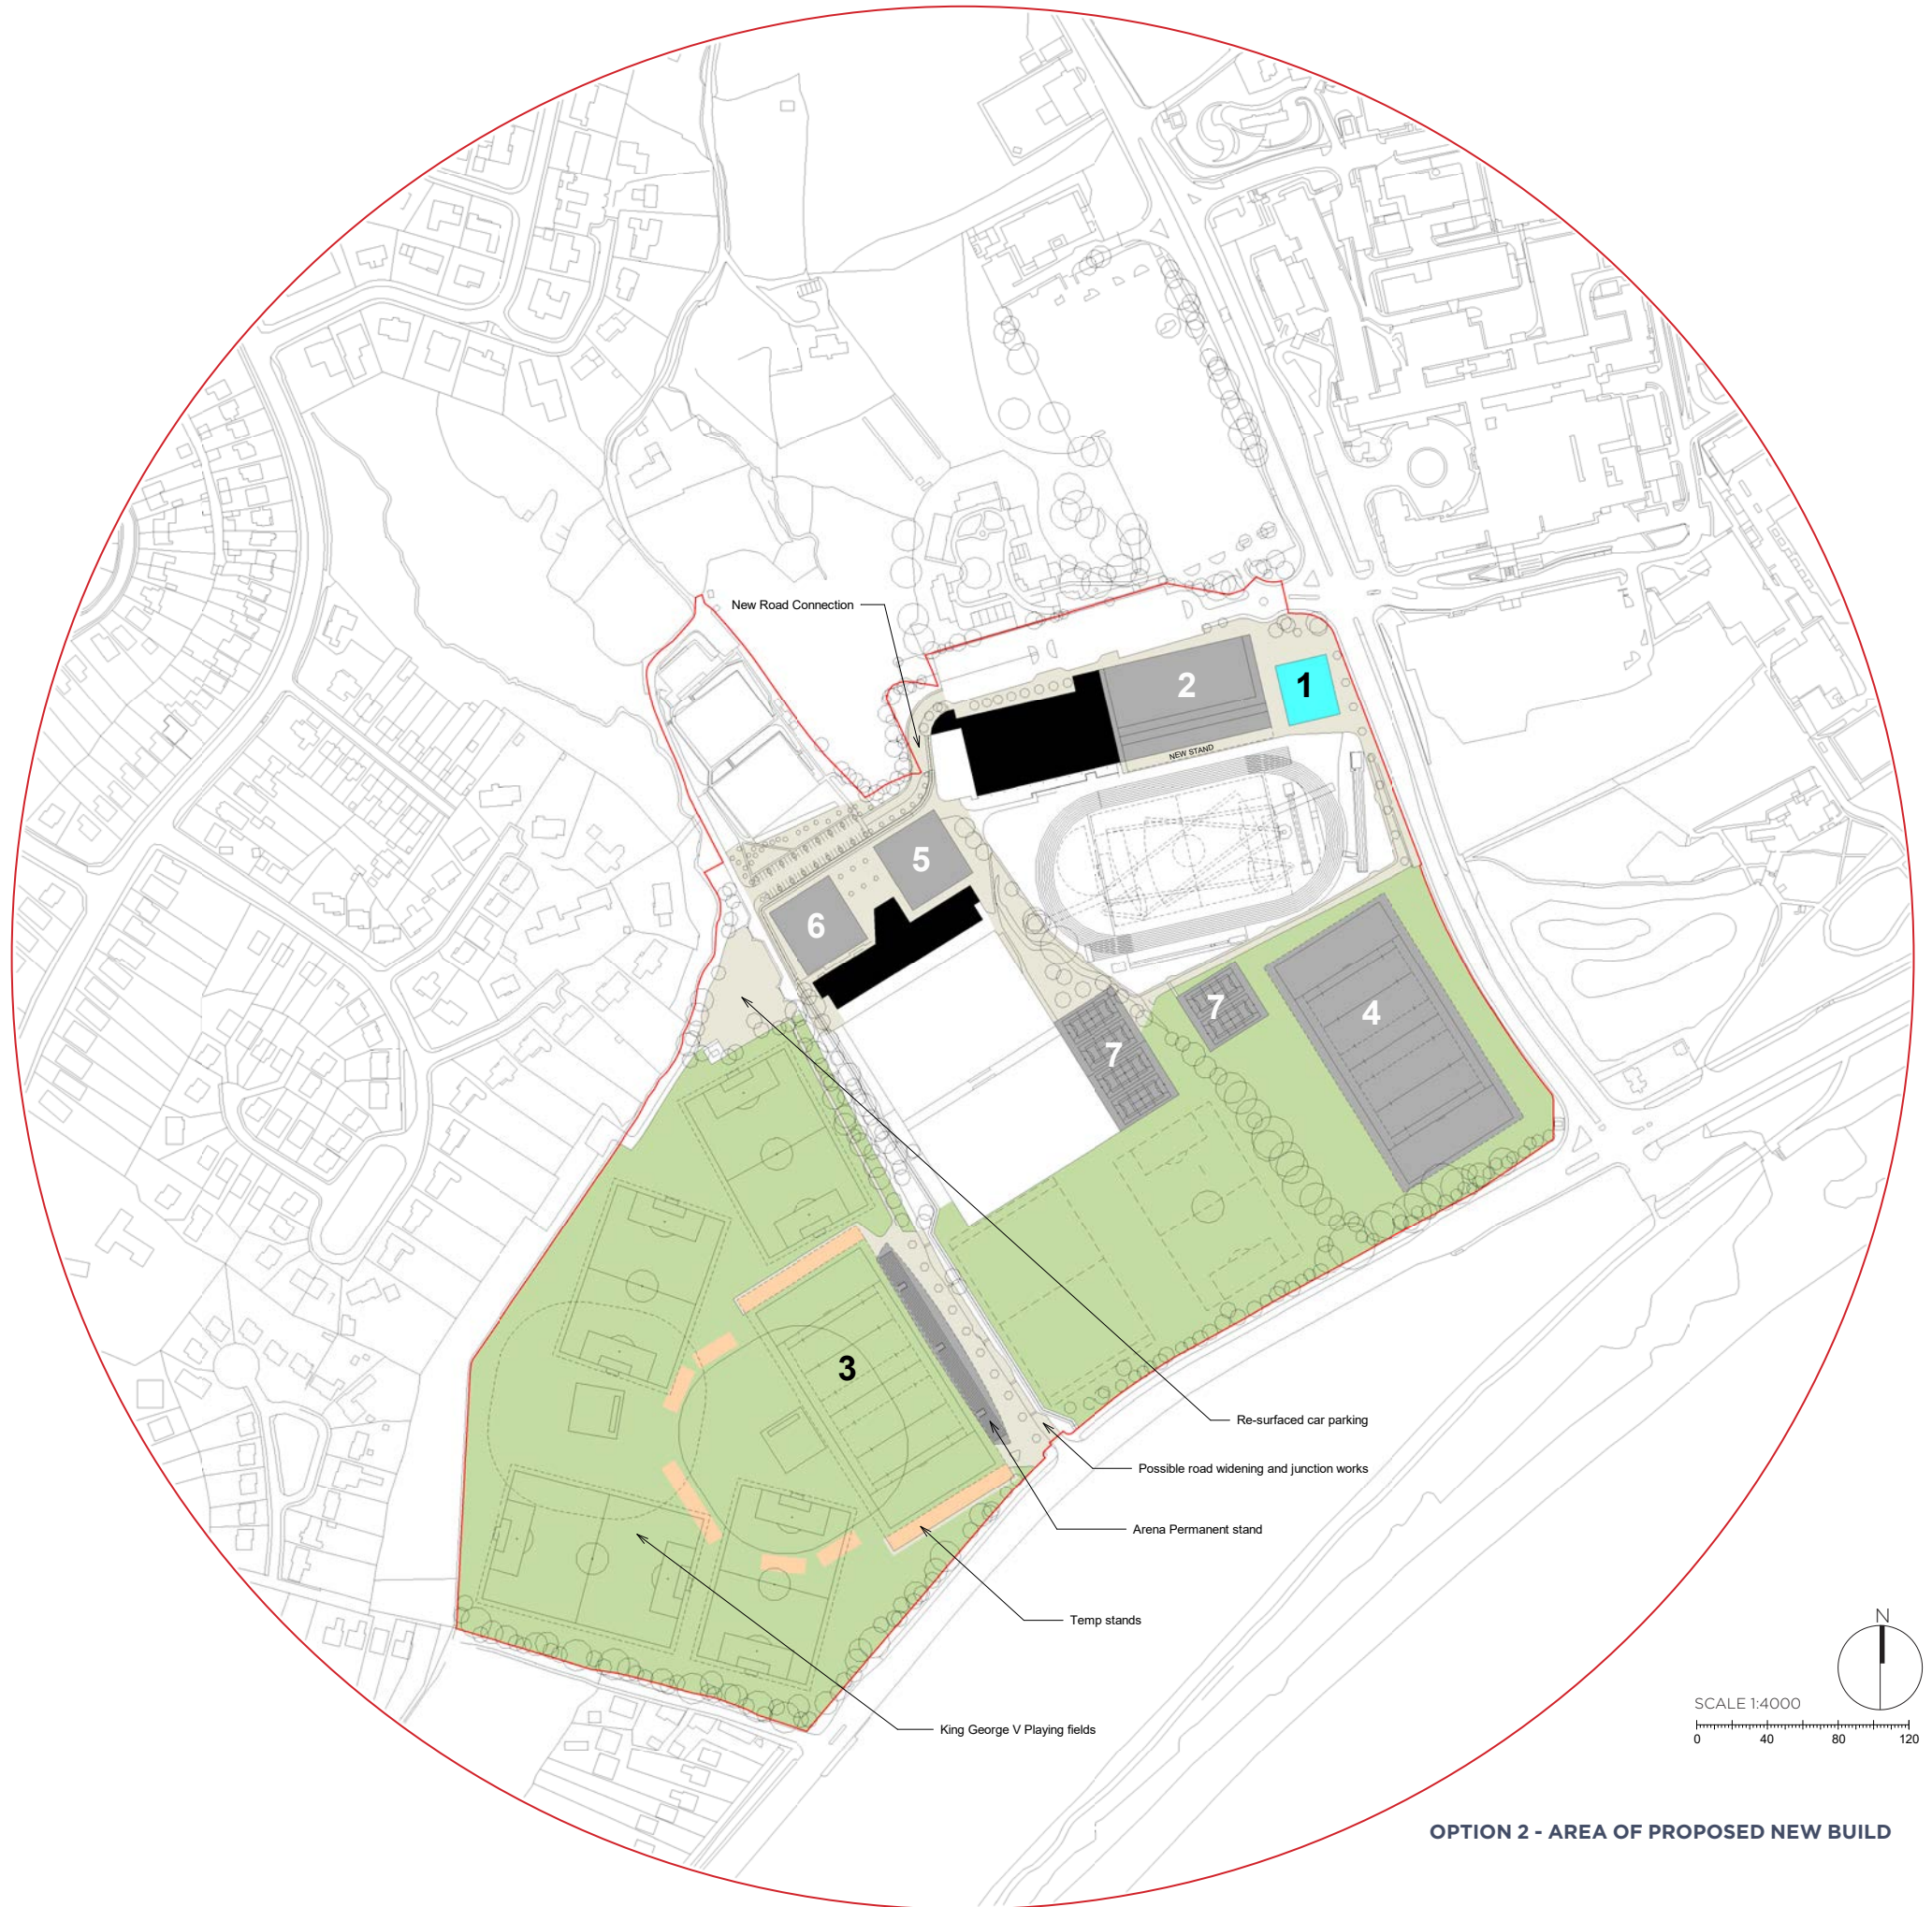 New Road Connection
2
1
NEW STAND
5
6
7
4
7
3
Re-surfaced car parking
Possible road widening and junction works
Arena Permanent stand
Temp stands
King George V Playing fields
N
SCALE 1:4000
0 40 80 120
OPTION 2 - AREA OF PROPOSED NEW BUILD